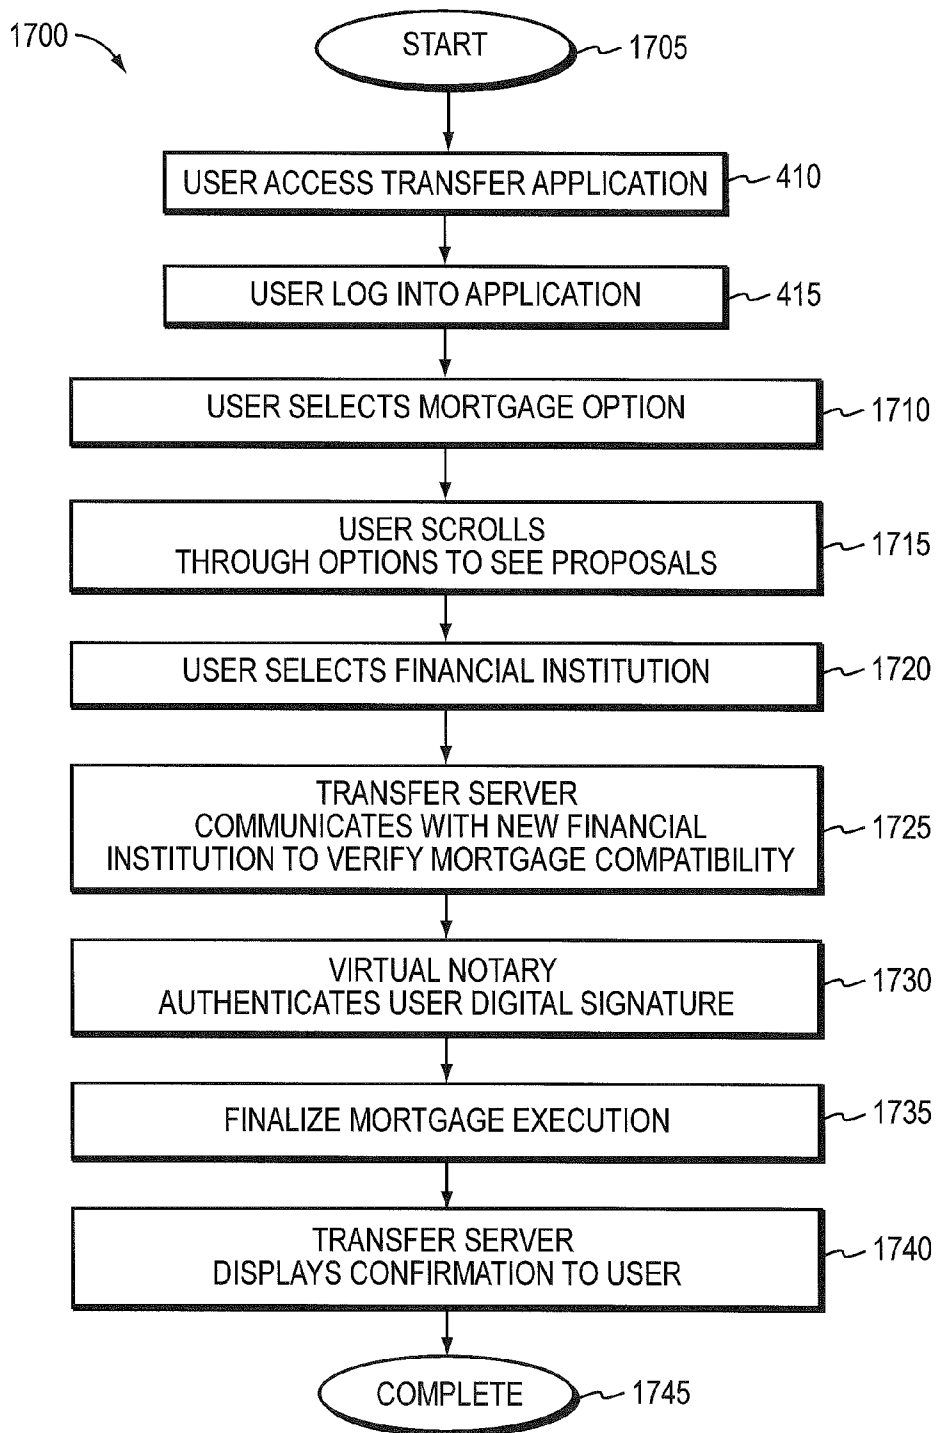 1700
START
1705
USER ACCESS TRANSFER APPLICATION
410
USER LOG INTO APPLICATION
415
USER SELECTS MORTGAGE OPTION
1710
USER SCROLLS
THROUGH OPTIONS TO SEE PROPOSALS
1715
USER SELECTS FINANCIAL INSTITUTION
1720
TRANSFER SERVER
COMMUNICATES WITH NEW FINANCIAL
INSTITUTION TO VERIFY MORTGAGE COMPATIBILITY
1725
VIRTUAL NOTARY
AUTHENTICATES USER DIGITAL SIGNATURE
1730
FINALIZE MORTGAGE EXECUTION
1735
TRANSFER SERVER
DISPLAYS CONFIRMATION TO USER
1740
COMPLETE
1745